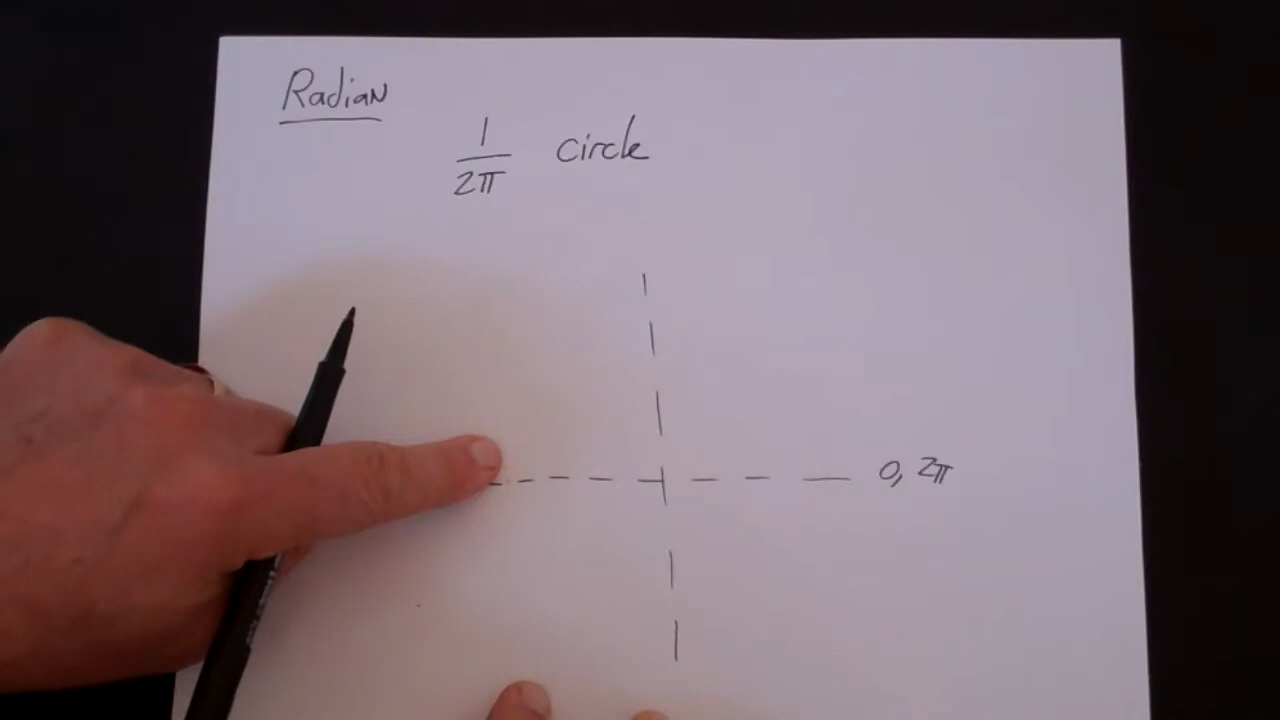 Radian
1/2π circle
0, 2π